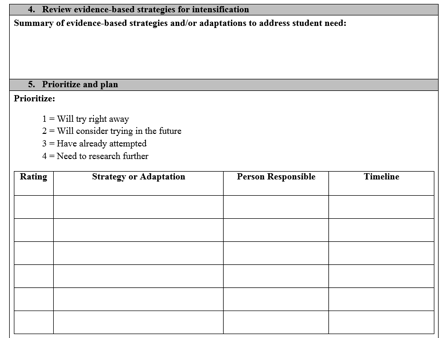 4. Review evidence-based strategies for intensification
Summary of evidence-based strategies and/or adaptations to address student need:
5. Prioritize and plan
Prioritize:
1 = Will try right away
2 = Will consider trying in the future
3 = Have already attempted
4 = Need to research further
Rating Strategy or Adaptation Person Responsible Timeline